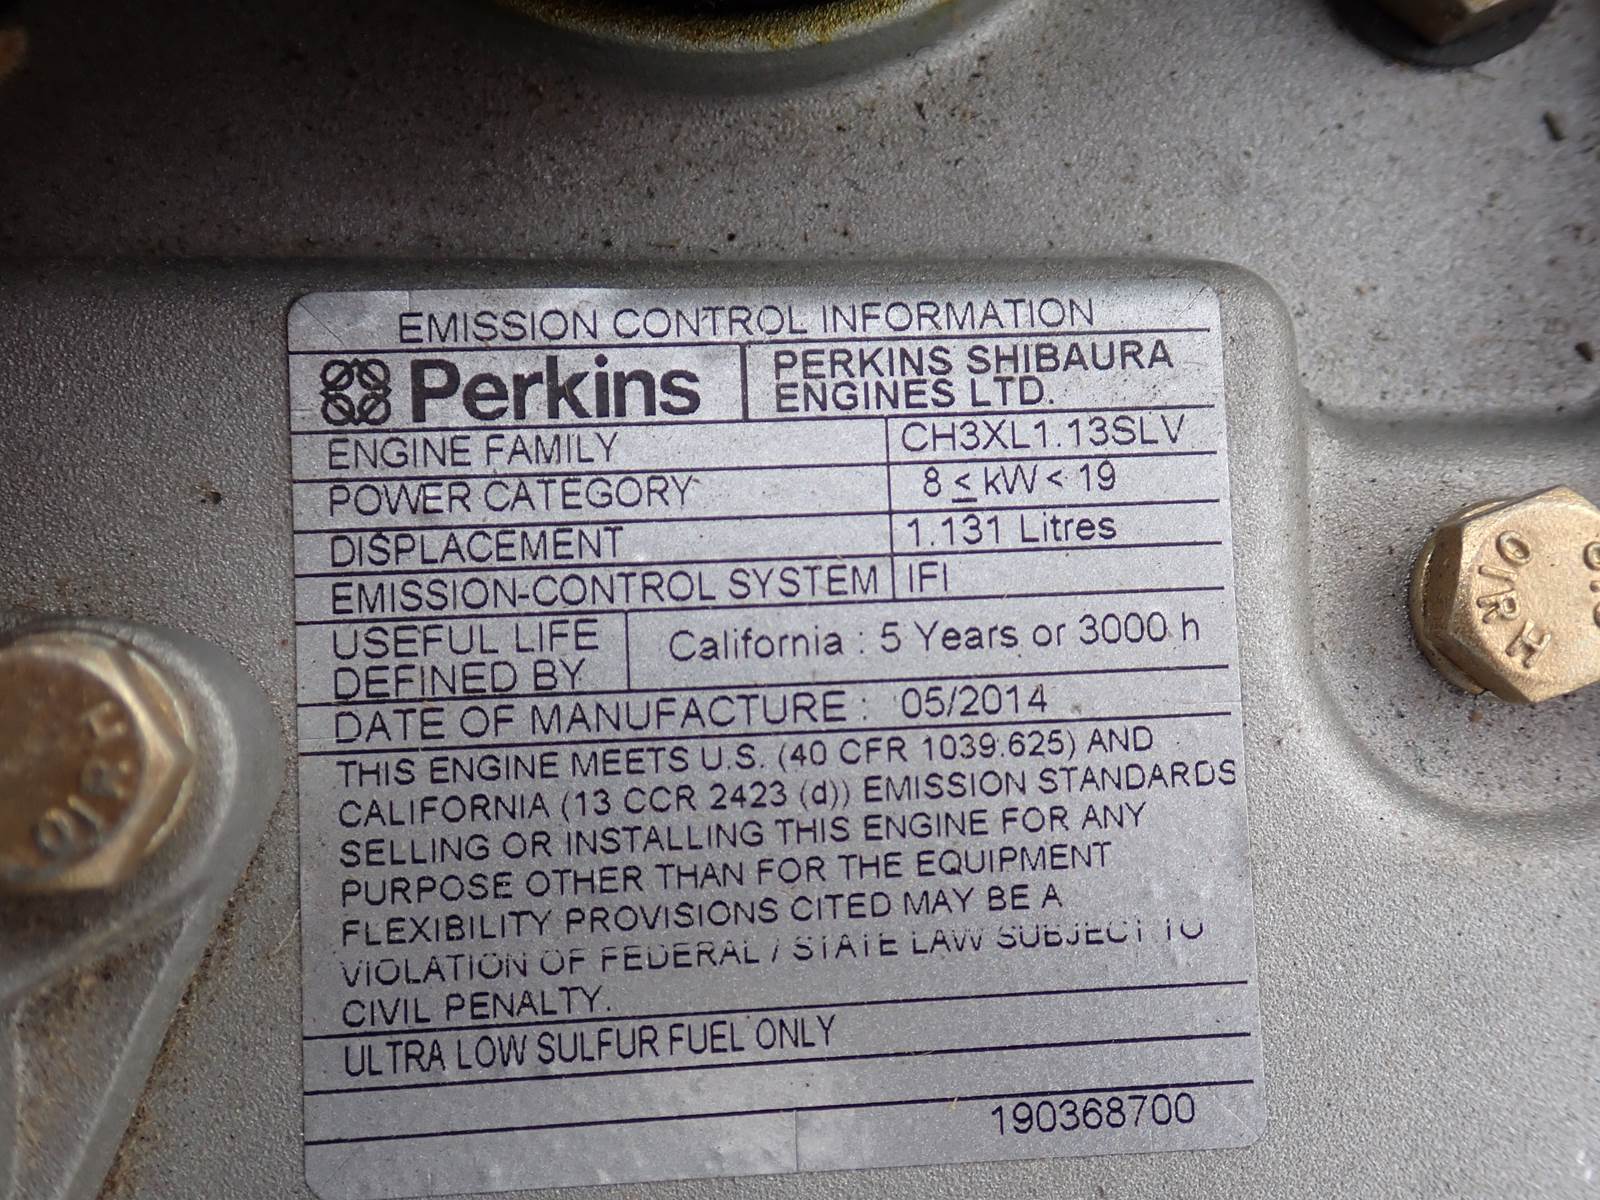 EMISSION CONTROL INFORMATION
Perkins
PERKINS SHIBAURA
ENGINES LTD.
ENGINE FAMILY CH3XL1.13SLV
POWER CATEGORY 8 ≤ kW < 19
DISPLACEMENT 1.131 Litres
EMISSION-CONTROL SYSTEM IFI
USEFUL LIFE
DEFINED BY
California : 5 Years or 3000 h
DATE OF MANUFACTURE : 05/2014
THIS ENGINE MEETS U.S. (40 CFR 1039.625) AND
CALIFORNIA (13 CCR 2423 (d)) EMISSION STANDARDS
SELLING OR INSTALLING THIS ENGINE FOR ANY
PURPOSE OTHER THAN FOR THE EQUIPMENT
FLEXIBILITY PROVISIONS CITED MAY BE A
VIOLATION OF FEDERAL / STATE LAW SUBJECT TO
CIVIL PENALTY.
ULTRA LOW SULFUR FUEL ONLY
190368700